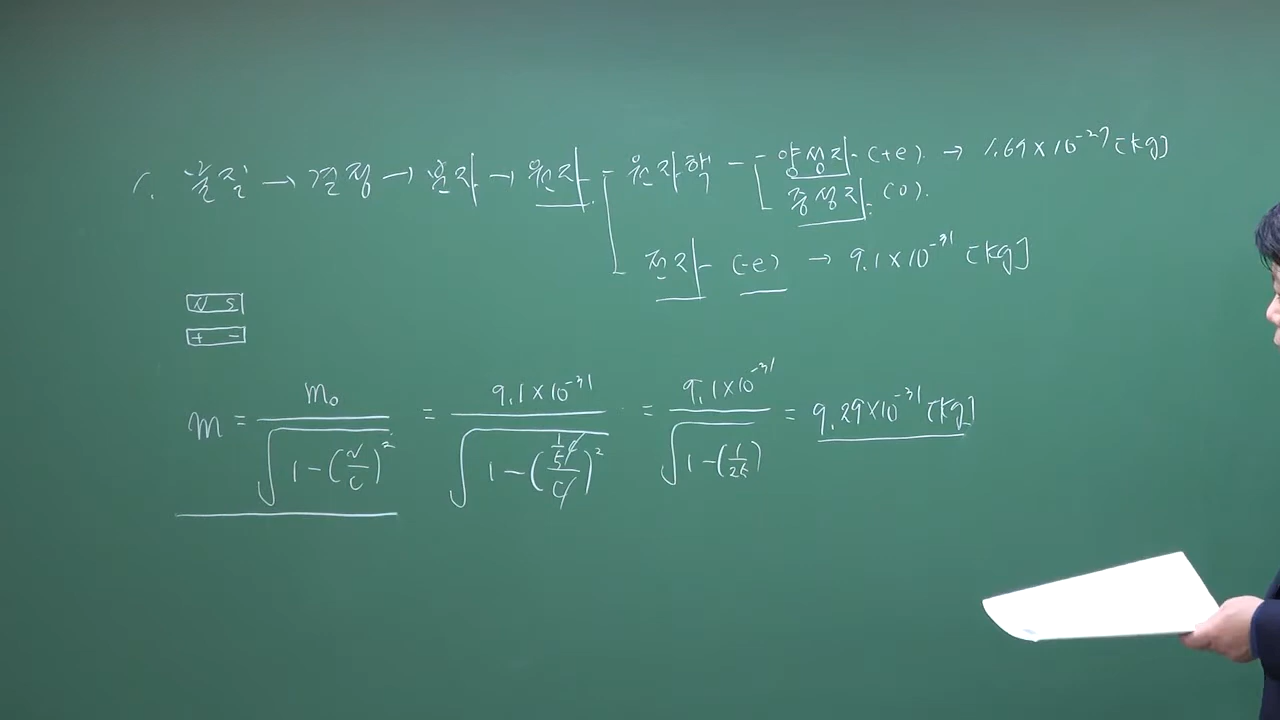 1. 물질 → 결정 → 분자 → 원자 - 원자핵 - 양성자 (+e). → 1.69×10⁻²⁷ [kg]
중성자 (0).
전자 (-e) → 9.1×10⁻³¹ [kg]
N S
+ -
m = m₀ / √(1-(v/c)²) = 9.1×10⁻³¹ / √(1-(1/5c/c)²) = 9.1×10⁻³¹ / √(1-(1/25)) = 9.29×10⁻³¹ [kg]